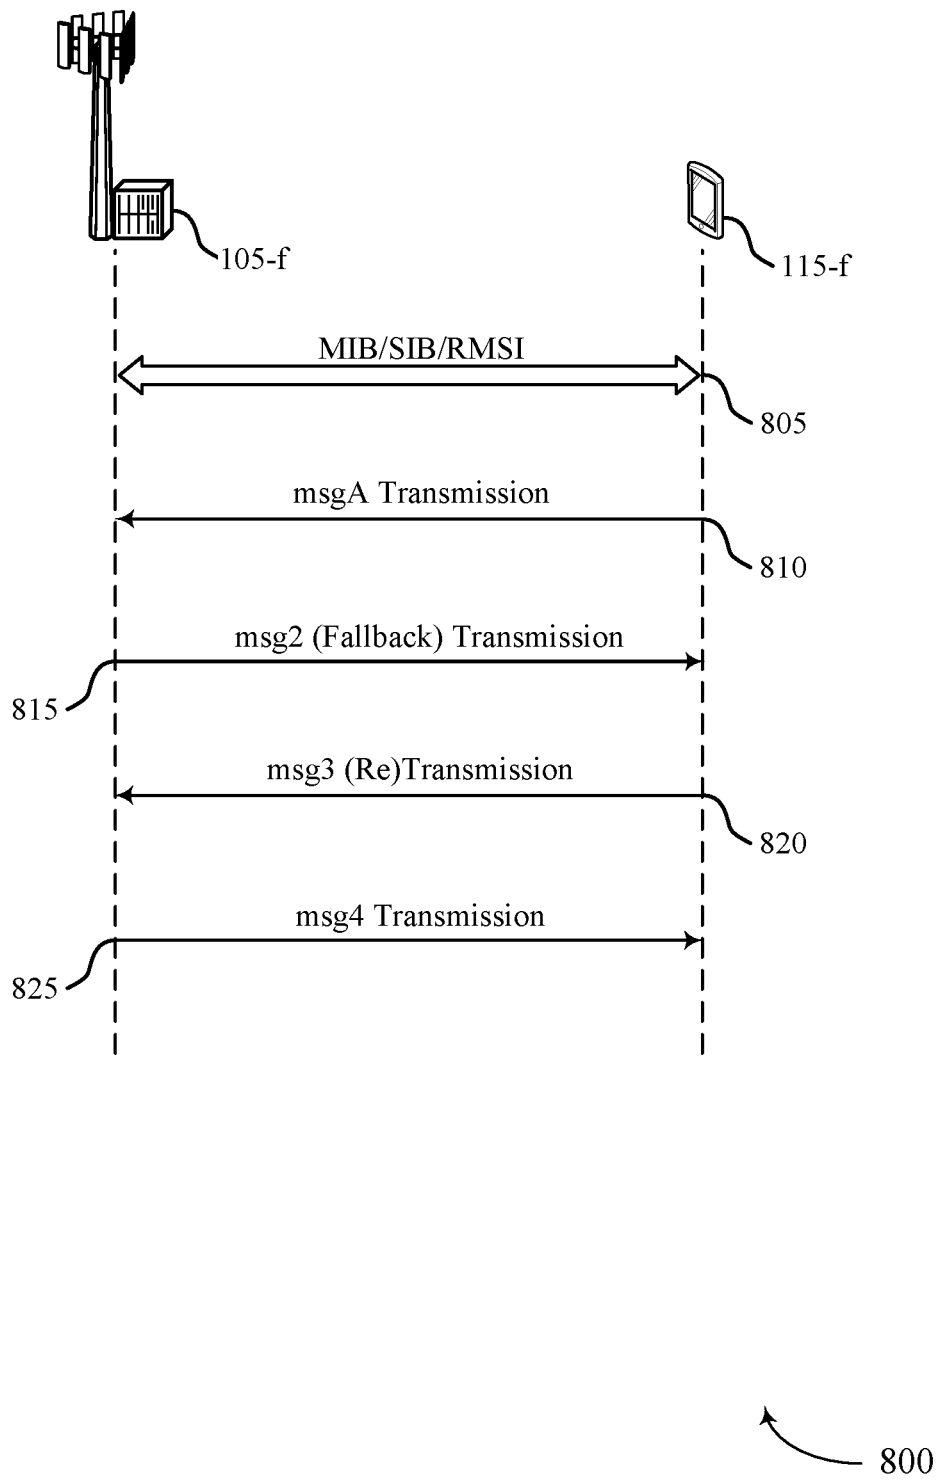 105-f
115-f
MIB/SIB/RMSI
805
msgA Transmission
810
msg2 (Fallback) Transmission
815
msg3 (Re)Transmission
820
msg4 Transmission
825
800